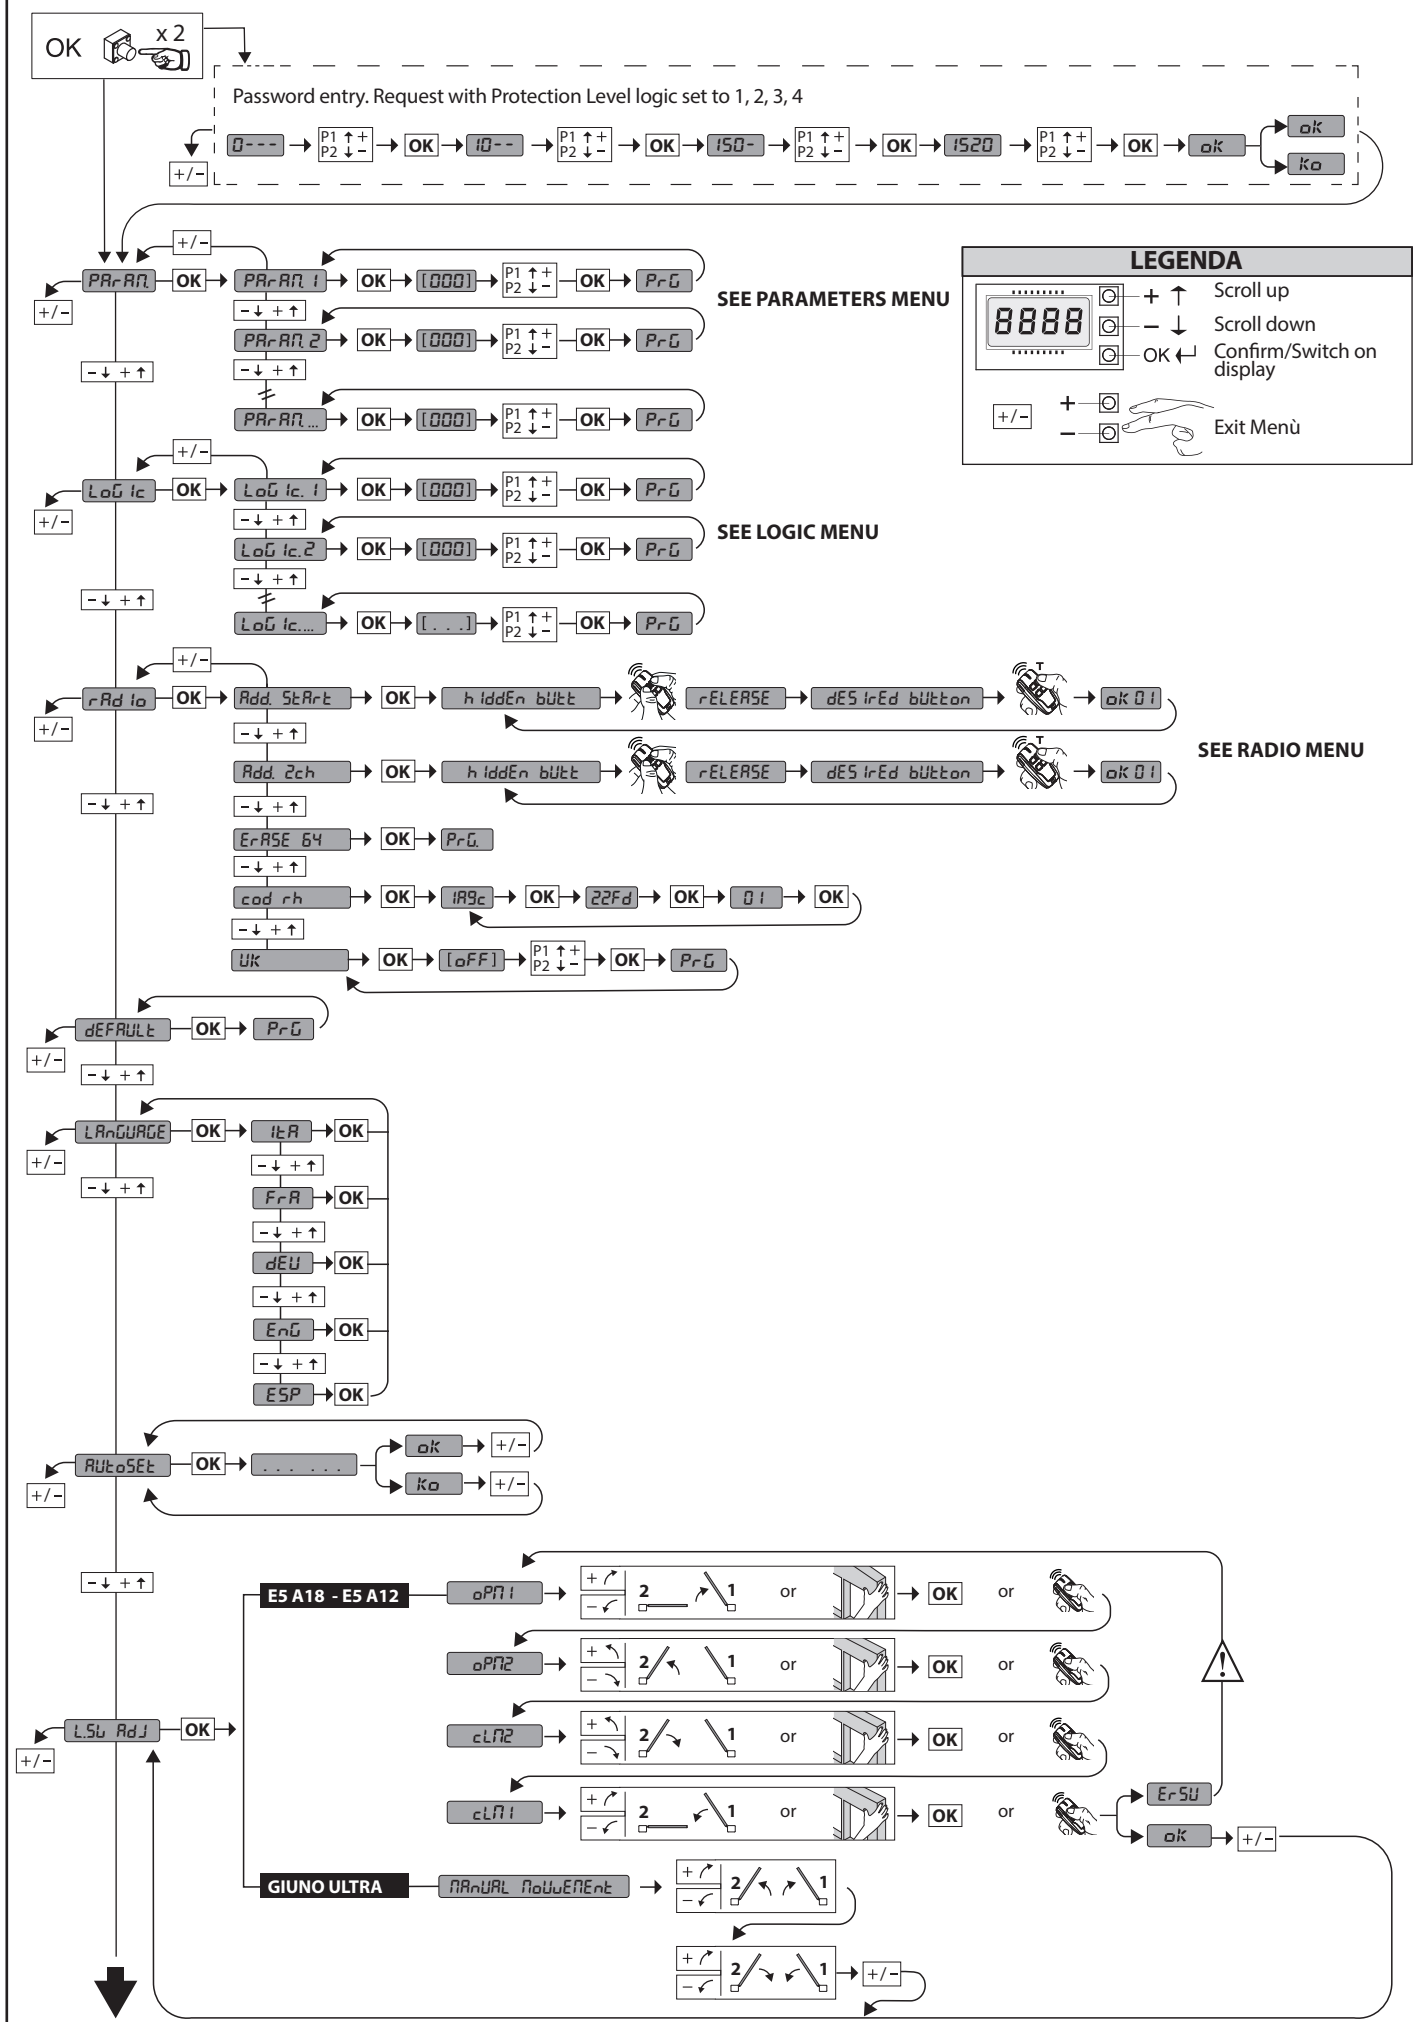 OK x 2
Password entry. Request with Protection Level logic set to 1, 2, 3, 4
+/-
0--- P1 ↑ + P2 ↓ - OK 10-- P1 ↑ + P2 ↓ - OK 150- P1 ↑ + P2 ↓ - OK 1520 P1 ↑ + P2 ↓ - OK ok
ok
Ko
+/-
PArAM. OK PArAM. 1 OK [000] P1 ↑ + P2 ↓ - OK PrG
+/-
- ↓ + ↑
SEE PARAMETERS MENU
PArAM. 2 OK [000] P1 ↑ + P2 ↓ - OK PrG
- ↓ + ↑
- ↓ + ↑
PArAM. ... OK [000] P1 ↑ + P2 ↓ - OK PrG
LEGENDA
8888
+ ↑ Scroll up
- ↓ Scroll down
OK Confirm/Switch on
display
+/- + - Exit Menù
+/-
LoGIc OK LoGIc. 1 OK [000] P1 ↑ + P2 ↓ - OK PrG
+/-
- ↓ + ↑
SEE LOGIC MENU
LoGIc.2 OK [000] P1 ↑ + P2 ↓ - OK PrG
- ↓ + ↑
- ↓ + ↑
LoGIc.... OK [. . .] P1 ↑ + P2 ↓ - OK PrG
+/-
rAdIo OK Add. StArt OK hIddEn bUtt rELEASE dESIrEd bUtton T oK 01
+/-
- ↓ + ↑
SEE RADIO MENU
Add. 2ch OK hIddEn bUtt rELEASE dESIrEd bUtton T oK 01
- ↓ + ↑
- ↓ + ↑
ErASE 64 OK PrG.
- ↓ + ↑
cod rh OK 1A9c OK 22Fd OK 01 OK
- ↓ + ↑
UK OK [oFF] P1 ↑ + P2 ↓ - OK PrG
dEFAULt OK PrG
+/-
- ↓ + ↑
LAnGUAGE OK ItA OK
+/-
- ↓ + ↑
- ↓ + ↑
FrA OK
- ↓ + ↑
dEU OK
- ↓ + ↑
EnG OK
- ↓ + ↑
ESP OK
AUtoSEt OK . . . . . .
ok +/-
Ko +/-
+/-
- ↓ + ↑
E5 A18 - E5 A12 oPM1 + - 2 1 or OK or
oPM2 + - 2 1 or OK or
L.SW AdJ OK
+/-
cLM2 + - 2 1 or OK or
cLM1 + - 2 1 or OK or
ErSW
!
ok +/-
GIUNO ULTRA MAnUAL MoVvEMEnt + - 2 1
+ - 2 1 +/-